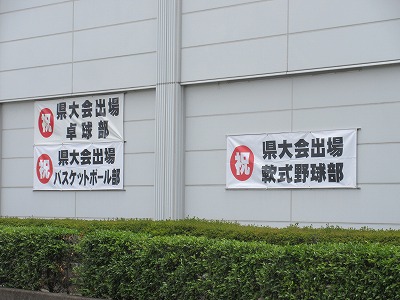 祝 県大会出場
卓球部
祝 県大会出場
バスケットボール部
祝 県大会出場
軟式野球部